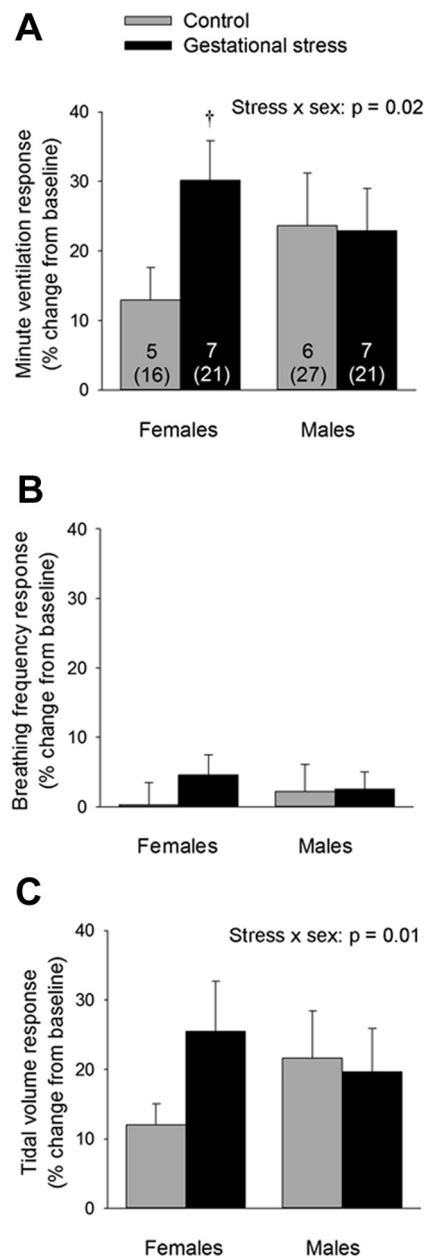 A
Control
Gestational stress
Stress x sex: p = 0.02
†
Minute ventilation response
(% change from baseline)
40
30
20
10
0
5
(16)
7
(21)
6
(27)
7
(21)
Females
Males
B
Breathing frequency response
(% change from baseline)
40
30
20
10
0
Females
Males
C
Stress x sex: p = 0.01
Tidal volume response
(% change from baseline)
40
30
20
10
0
Females
Males